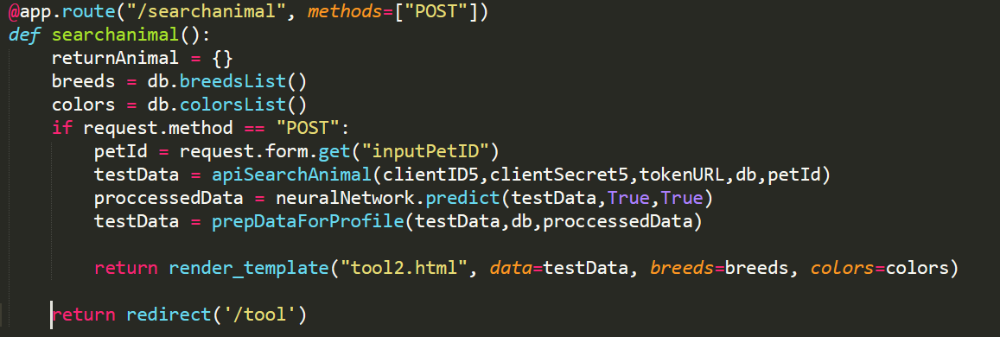 @app.route("/searchanimal", methods=["POST"])
def searchanimal():
    returnAnimal = {}
    breeds = db.breedsList()
    colors = db.colorsList()
    if request.method == "POST":
        petId = request.form.get("inputPetID")
        testData = apiSearchAnimal(clientID5,clientSecret5,tokenURL,db,petId)
        proccessedData = neuralNetwork.predict(testData,True,True)
        testData = prepDataForProfile(testData,db,proccessedData)

        return render_template("tool2.html", data=testData, breeds=breeds, colors=colors)

    return redirect('/tool')